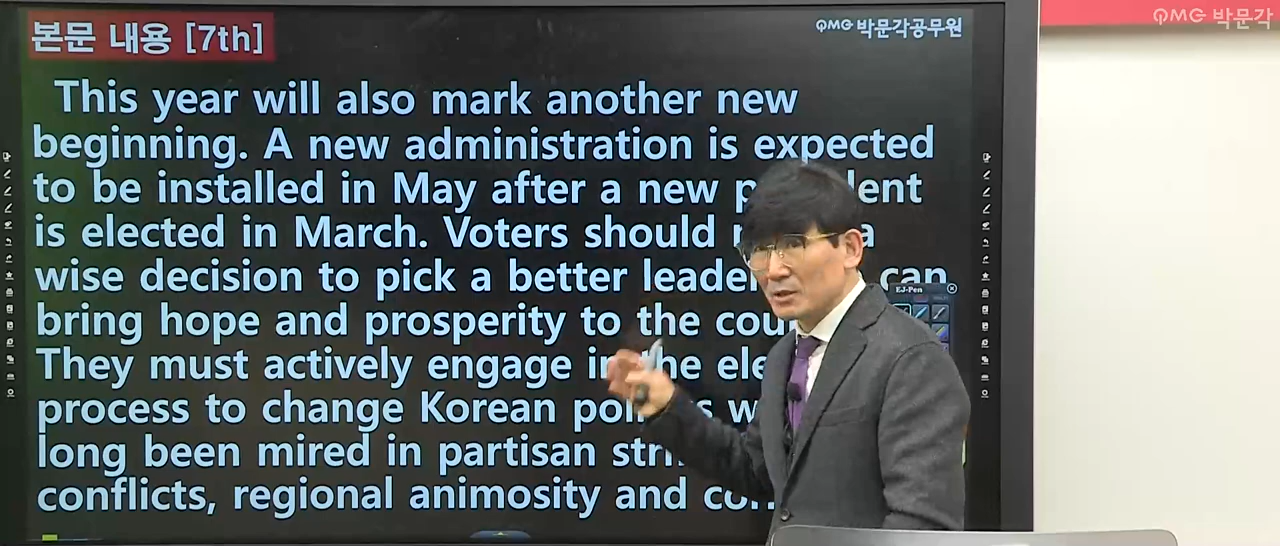 본문 내용 [7th]
QMG 박문각공무원
QMG 박문각
This year will also mark another new
beginning. A new administration is expected
to be installed in May after a new
is elected in March. Voters should a
wise decision to pick a better can
bring hope and prosperity to the
EJ-Pen
They must actively engage the
process to change Korean
long been mired in partisan
conflicts, regional animosity and